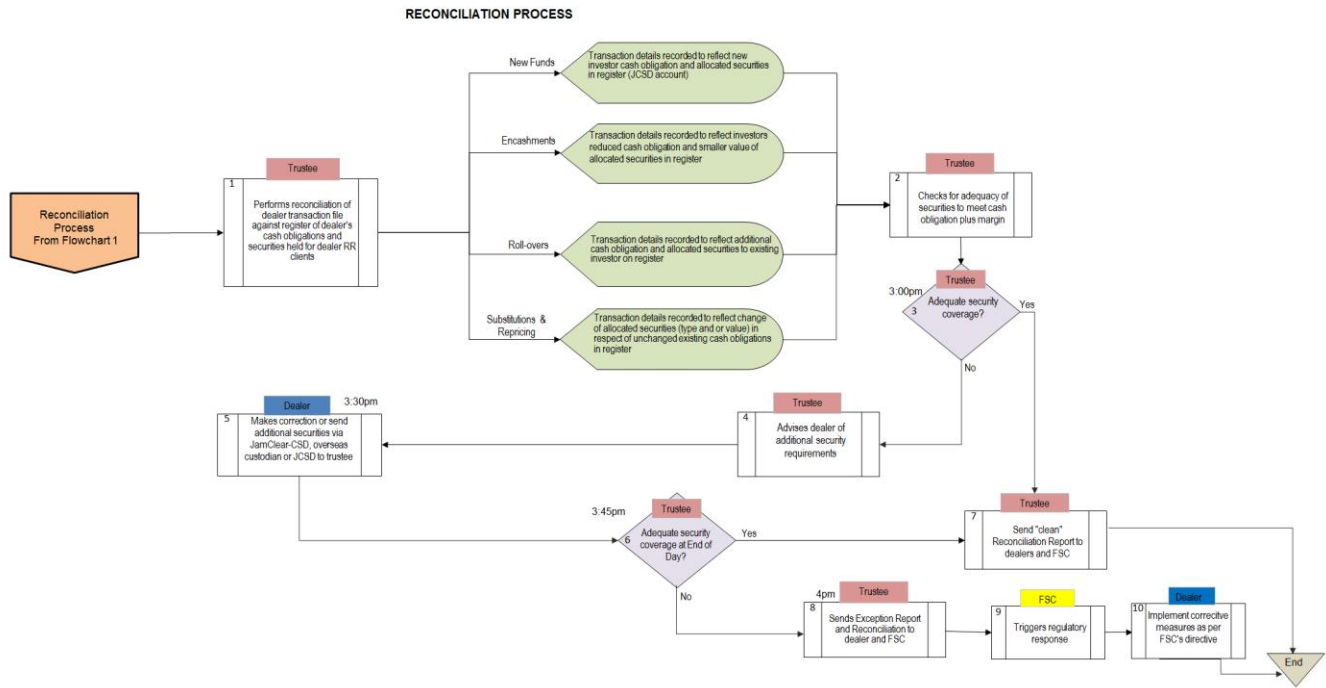 RECONCILIATION PROCESS
New Funds
Transaction details recorded to reflect new
investor cash obligation and allocated securities
in register (JCSD account)
Encashments
Transaction details recorded to reflect investors
reduced cash obligation and smaller value of
allocated securities in register
Roll-overs
Transaction details recorded to reflect additional
cash obligation and allocated securities to existing
investor on register
Substitutions &
Repricing
Transaction details recorded to reflect change
of allocated securities (type and or value) in
respect of unchanged existing cash obligations
in register
Reconciliation
Process
From Flowchart 1
Trustee
1
Performs reconciliation of
dealer transaction file
against register of dealer's
cash obligations and
securities held for dealer RR
clients
Trustee
2
Checks for adequacy of
securities to meet cash
obligation plus margin
Trustee
3:00pm
Adequate security
coverage?
3
Yes
No
Trustee
4
Advises dealer of
additional security
requirements
Dealer
3:30pm
5
Makes correction or send
additional securities via
JamClear-CSD, overseas
custodian or JCSD to trustee
Trustee
3:45pm
Adequate security
coverage at End of
Day?
6
Yes
No
Trustee
7
Send "clean"
Reconciliation Report to
dealers and FSC
4pm
Trustee
8
Sends Exception Report
and Reconciliation to
dealer and FSC
FSC
9
Triggers regulatory
response
Dealer
10
Implement correcitve
measures as per
FSC's directive
End